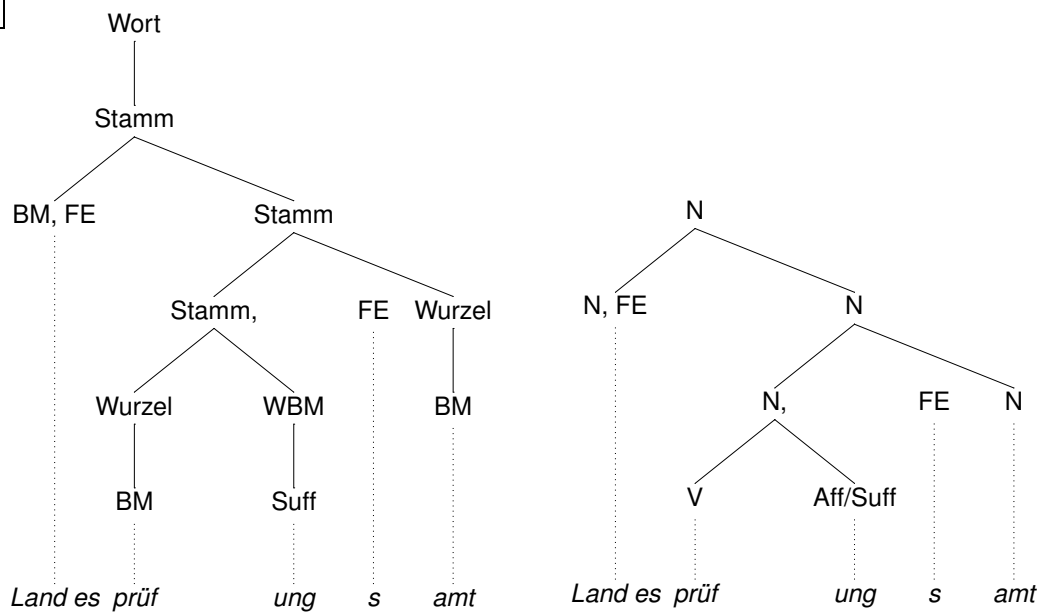 Wort
Stamm
BM, FE Stamm
Stamm, FE Wurzel
Wurzel WBM BM
BM Suff
Land es prüf ung s amt
N
N, FE N
N, FE N
V Aff/Suff
Land es prüf ung s amt